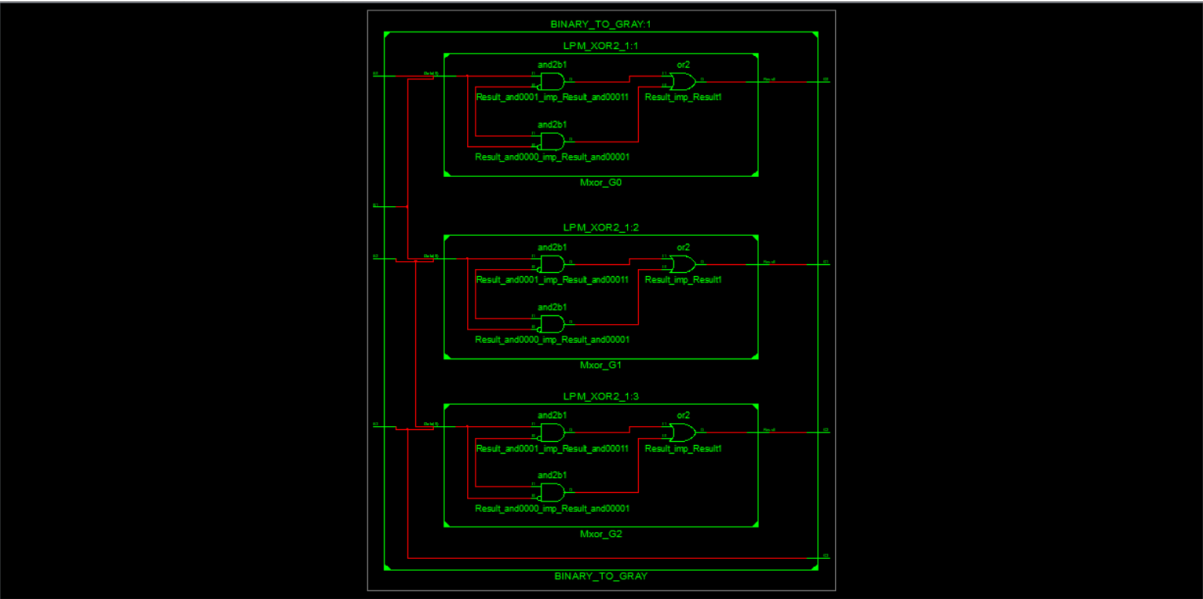 BINARY_TO_GRAY:1
LPM_XOR2_1:1
and2b1
or2
Result_and0001_imp_Result_and00011
Result_imp_Result1
and2b1
Result_and0000_imp_Result_and00001
Mxor_G0
LPM_XOR2_1:2
and2b1
or2
Result_and0001_imp_Result_and00011
Result_imp_Result1
and2b1
Result_and0000_imp_Result_and00001
Mxor_G1
LPM_XOR2_1:3
and2b1
or2
Result_and0001_imp_Result_and00011
Result_imp_Result1
and2b1
Result_and0000_imp_Result_and00001
Mxor_G2
BINARY_TO_GRAY